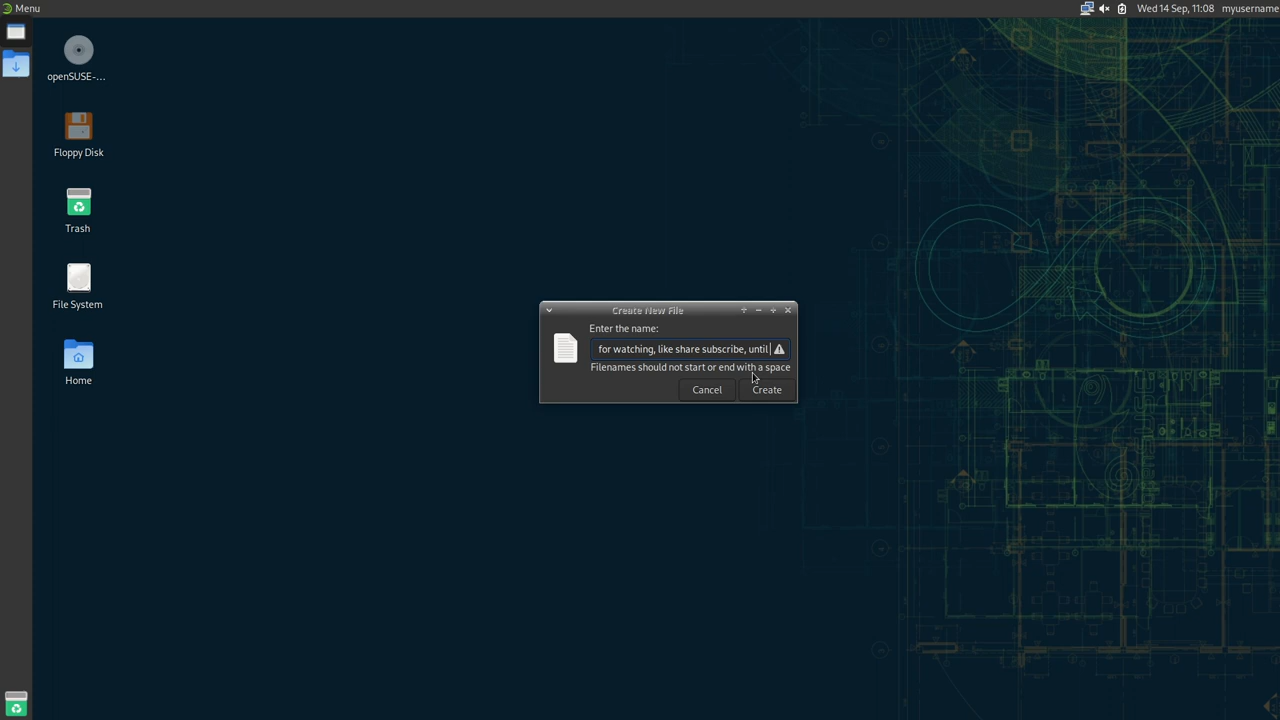 Menu
Wed 14 Sep, 11:08 myusername
openSUSE-...
Floppy Disk
Trash
File System
Home
Create New File
Enter the name:
for watching, like share subscribe, until
Filenames should not start or end with a space
Cancel Create